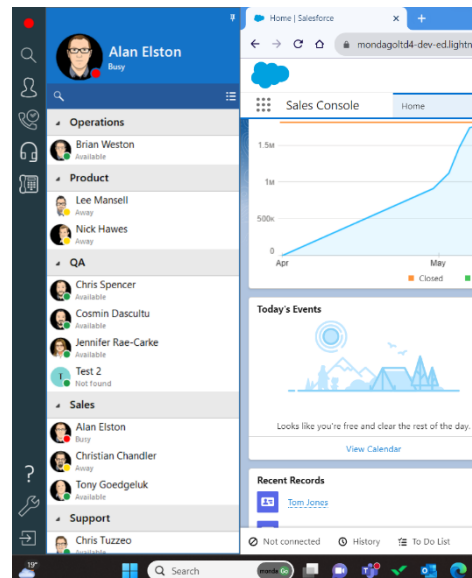 Alan Elston
Busy
Operations
Brian Weston
Available
Product
Lee Mansell
Away
Nick Hawes
Away
QA
Chris Spencer
Available
Cosmin Dascultu
Available
Jennifer Rae-Carke
Available
T
Test 2
Not found
Sales
Alan Elston
Busy
Christian Chandler
Away
Tony Goedgeluk
Available
Support
Chris Tuzzeo
Available
?
Home | Salesforce
mondagoltd4-dev-ed.lightn
Sales Console
Home
1.5M
1M
500K
0
Apr
May
Closed
Today's Events
Looks like you're free and clear the rest of the day.
View Calendar
Recent Records
Tom Jones
Not connected
History
To Do List
19°
Search